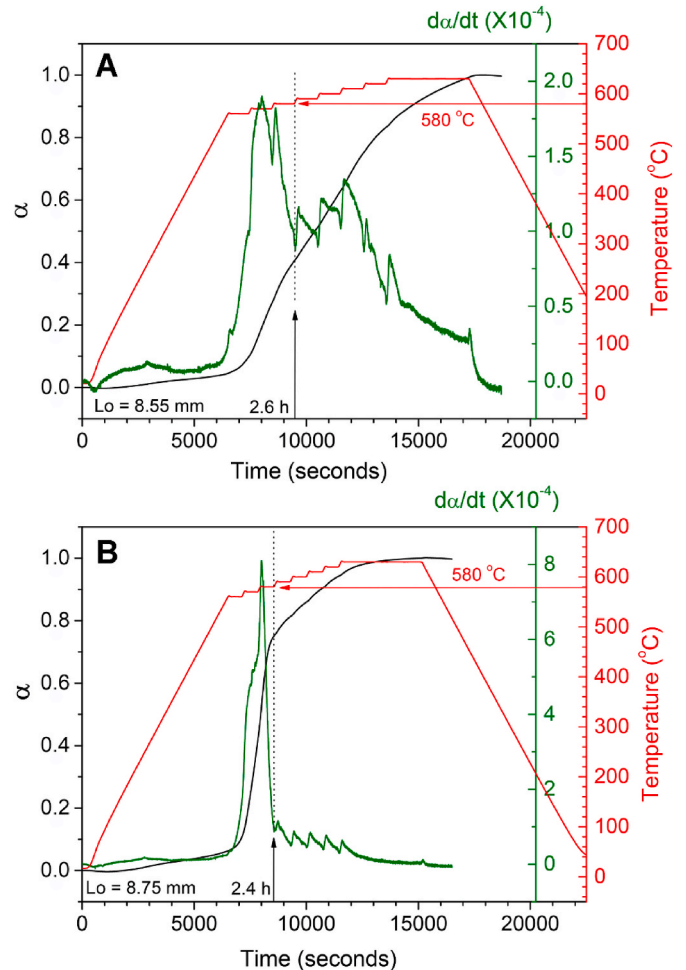 dα/dt (X10-4)
A
1.0
0.8
0.6
0.4
0.2
0.0
α
2.0
1.5
1.0
0.5
0.0
700
600
500
400
300
200
100
0
Temperature (oC)
580 oC
Lo = 8.55 mm
2.6 h
0 5000 10000 15000 20000
Time (seconds)
dα/dt (X10-4)
B
1.0
0.8
0.6
0.4
0.2
0.0
α
8
6
4
2
0
700
600
500
400
300
200
100
0
Temperature (oC)
580 oC
Lo = 8.75 mm
2.4 h
0 5000 10000 15000 20000
Time (seconds)